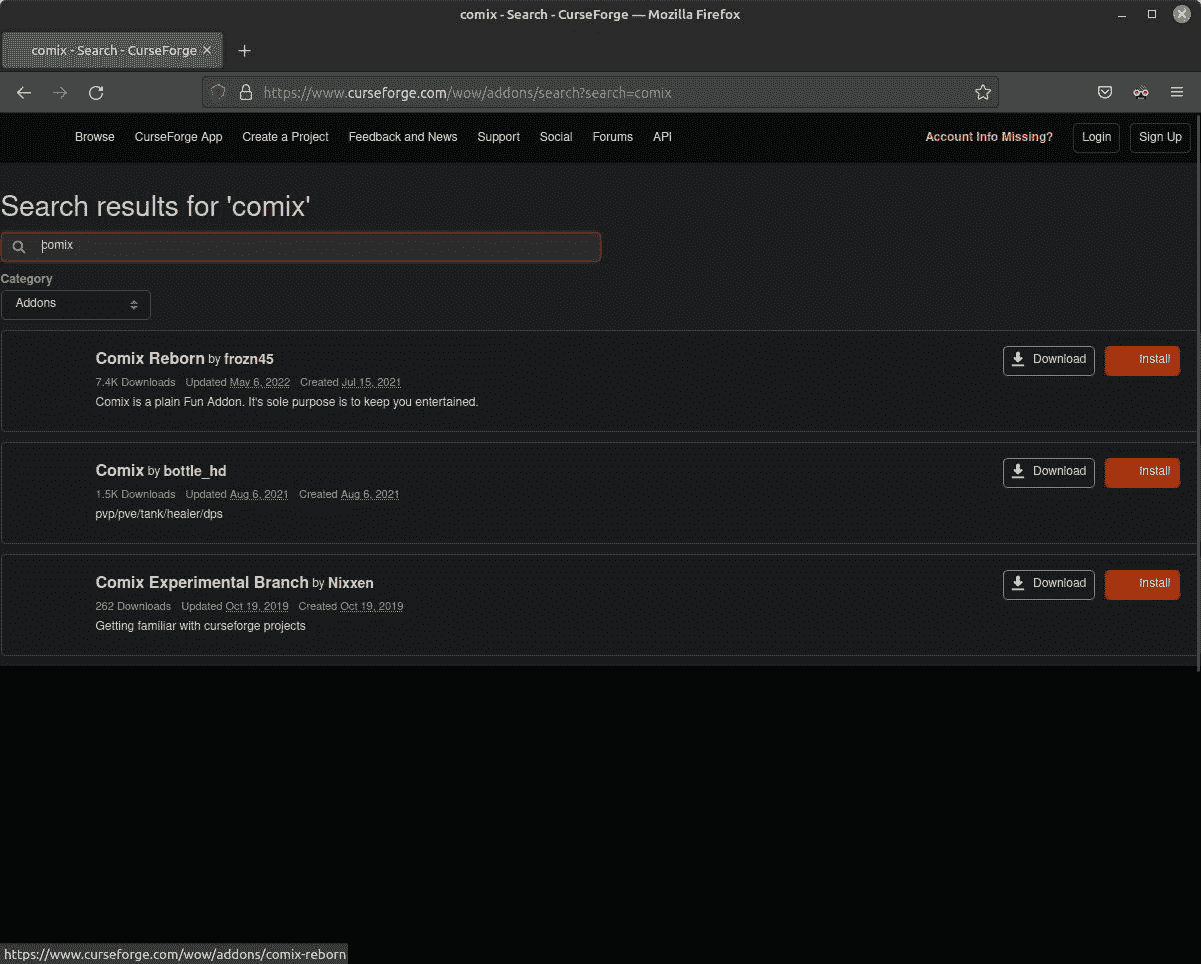 comix - Search - CurseForge — Mozilla Firefox
comix - Search - CurseForge
https://www.curseforge.com/wow/addons/search?search=comix
Browse CurseForge App Create a Project Feedback and News Support Social Forums API Account Info Missing? Login Sign Up
Search results for 'comix'
comix
Category
Addons
Comix Reborn by frozn45 Download Install
7.4K Downloads Updated May 6, 2022 Created Jul 15, 2021
Comix is a plain Fun Addon. It's sole purpose is to keep you entertained.
Comix by bottle_hd Download Install
1.5K Downloads Updated Aug 6, 2021 Created Aug 6, 2021
pvp/pve/tank/healer/dps
Comix Experimental Branch by Nixxen Download Install
262 Downloads Updated Oct 19, 2019 Created Oct 19, 2019
Getting familiar with curseforge projects
https://www.curseforge.com/wow/addons/comix-reborn